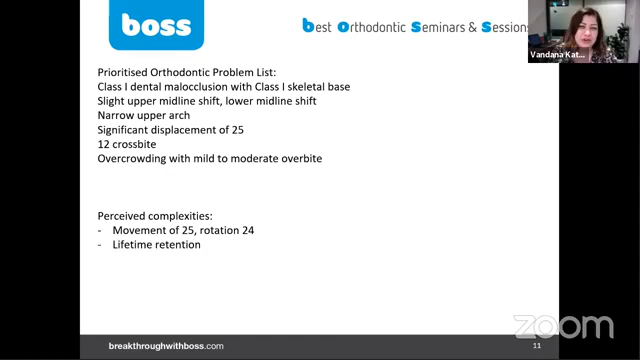 boss
Best Orthodontic Seminars & Sessions
Vandana Kat...
Prioritised Orthodontic Problem List:
Class I dental malocclusion with Class I skeletal base
Slight upper midline shift, lower midline shift
Narrow upper arch
Significant displacement of 25
12 crossbite
Overcrowding with mild to moderate overbite
Perceived complexities:
- Movement of 25, rotation 24
- Lifetime retention
zoom
breakthroughwithboss.com
11